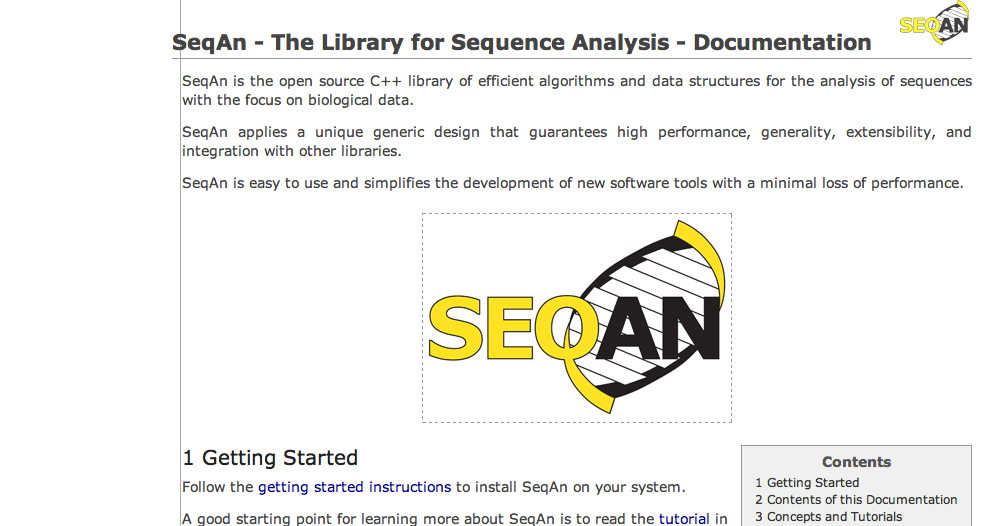 SEQAN
SeqAn - The Library for Sequence Analysis - Documentation
SeqAn is the open source C++ library of efficient algorithms and data structures for the analysis of sequences
with the focus on biological data.
SeqAn applies a unique generic design that guarantees high performance, generality, extensibility, and
integration with other libraries.
SeqAn is easy to use and simplifies the development of new software tools with a minimal loss of performance.
SEQAN
1 Getting Started
Follow the getting started instructions to install SeqAn on your system.
A good starting point for learning more about SeqAn is to read the tutorial in
Contents
1 Getting Started
2 Contents of this Documentation
3 Concepts and Tutorials